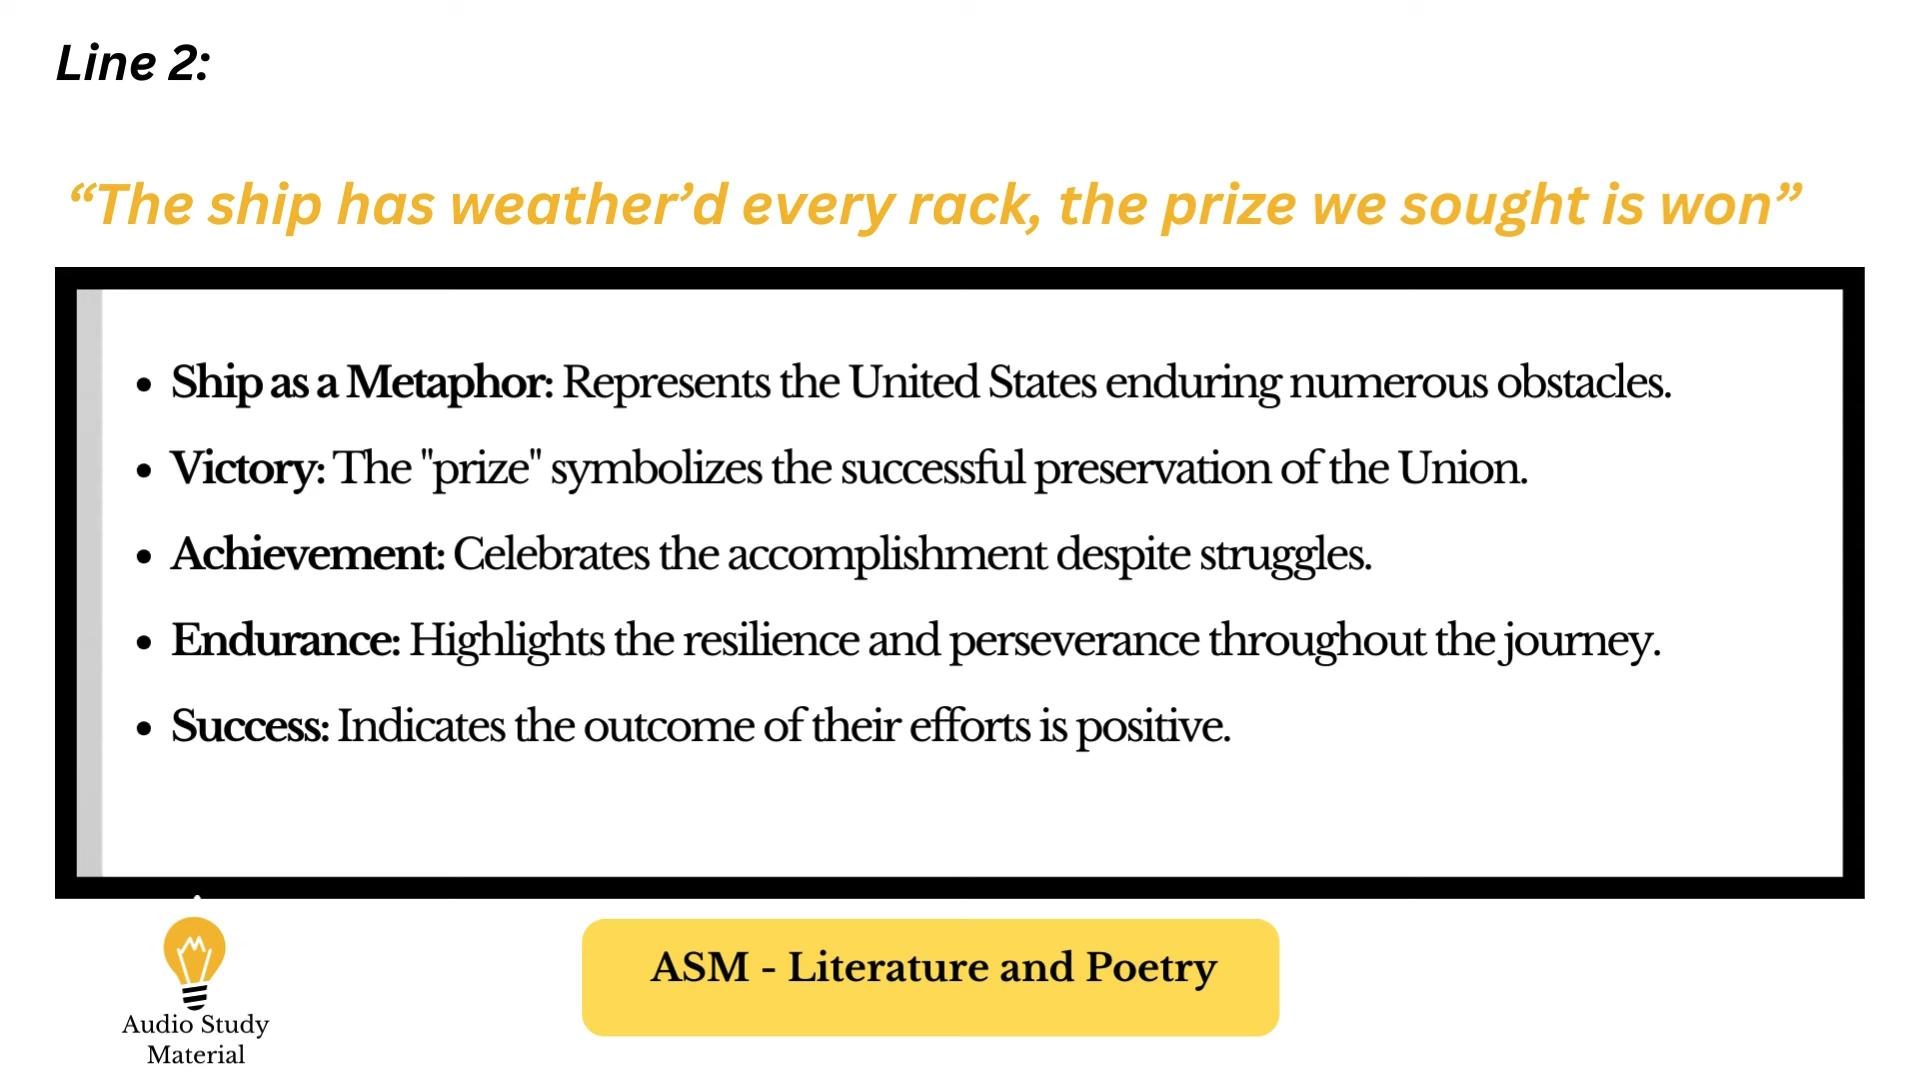 Line 2:
“The ship has weather’d every rack, the prize we sought is won”
• Ship as a Metaphor: Represents the United States enduring numerous obstacles.
• Victory: The "prize" symbolizes the successful preservation of the Union.
• Achievement: Celebrates the accomplishment despite struggles.
• Endurance: Highlights the resilience and perseverance throughout the journey.
• Success: Indicates the outcome of their efforts is positive.
ASM - Literature and Poetry
Audio Study
Material